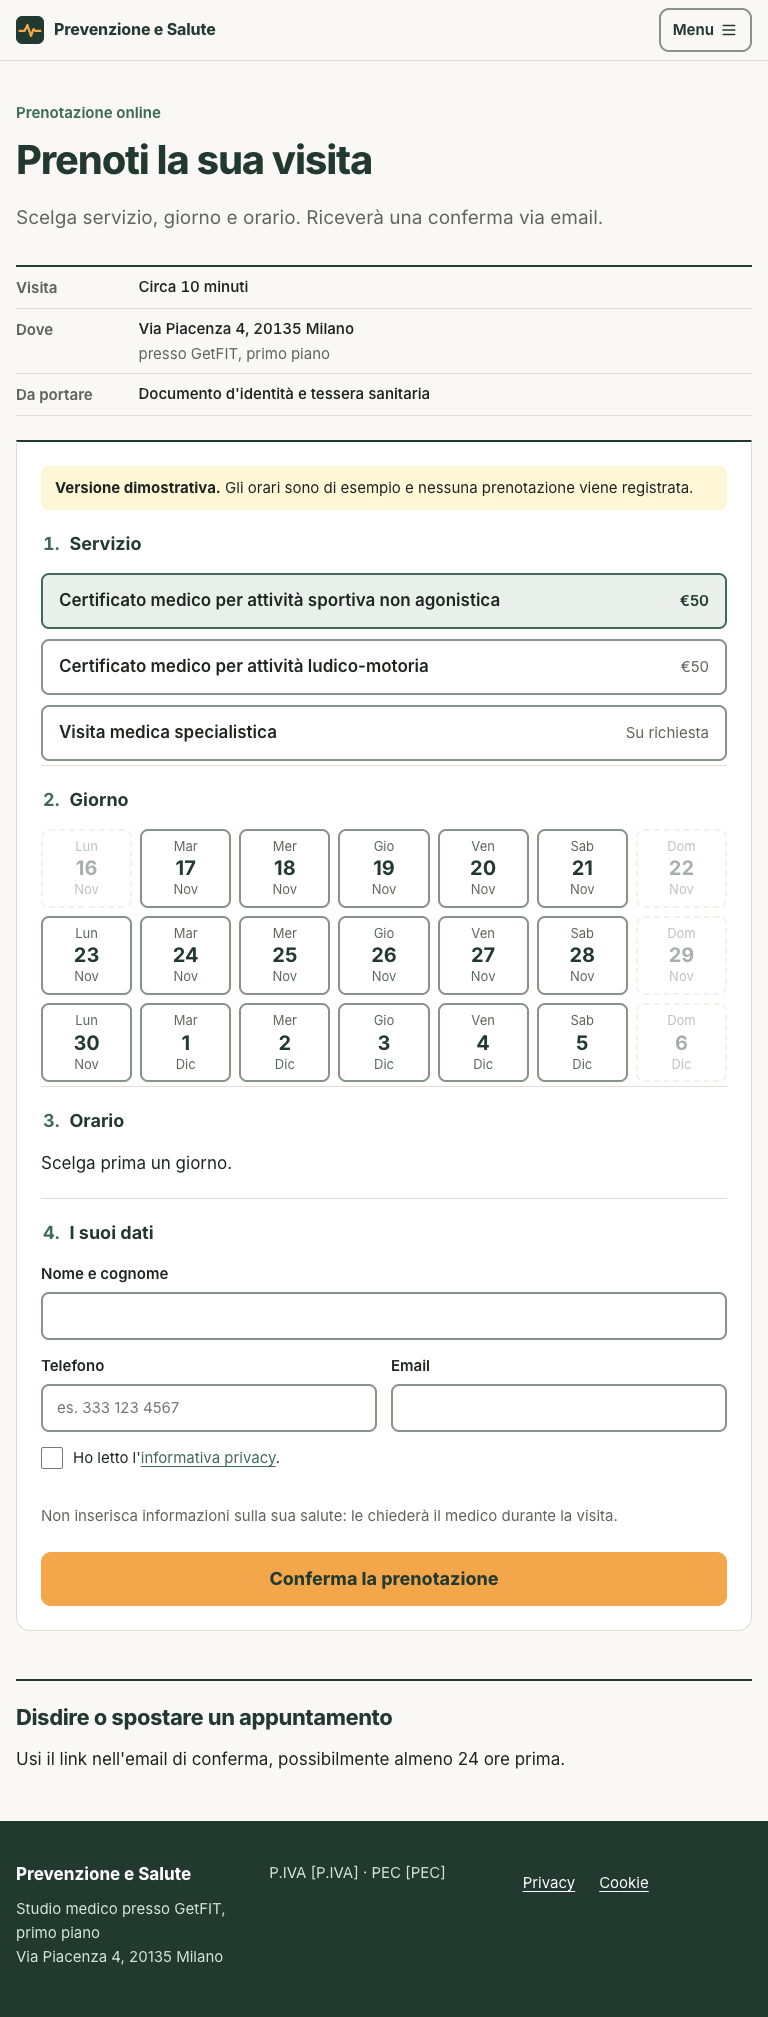 Prevenzione e Salute
Menu
Prenotazione online
Prenoti la sua visita
Scelga servizio, giorno e orario. Riceverà una conferma via email.
Visita Circa 10 minuti
Dove Via Piacenza 4, 20135 Milano
presso GetFIT, primo piano
Da portare Documento d'identità e tessera sanitaria
Versione dimostrativa. Gli orari sono di esempio e nessuna prenotazione viene registrata.
1. Servizio
Certificato medico per attività sportiva non agonistica €50
Certificato medico per attività ludico-motoria €50
Visita medica specialistica Su richiesta
2. Giorno
Lun Mar Mer Gio Ven Sab Dom
16 17 18 19 20 21 22
Nov Nov Nov Nov Nov Nov Nov
Lun Mar Mer Gio Ven Sab Dom
23 24 25 26 27 28 29
Nov Nov Nov Nov Nov Nov Nov
Lun Mar Mer Gio Ven Sab Dom
30 1 2 3 4 5 6
Nov Dic Dic Dic Dic Dic Dic
3. Orario
Scelga prima un giorno.
4. I suoi dati
Nome e cognome
Telefono Email
es. 333 123 4567
Ho letto l'informativa privacy.
Non inserisca informazioni sulla sua salute: le chiederà il medico durante la visita.
Conferma la prenotazione
Disdire o spostare un appuntamento
Usi il link nell'email di conferma, possibilmente almeno 24 ore prima.
Prevenzione e Salute
Studio medico presso GetFIT,
primo piano
Via Piacenza 4, 20135 Milano
P.IVA [P.IVA] · PEC [PEC]
Privacy Cookie